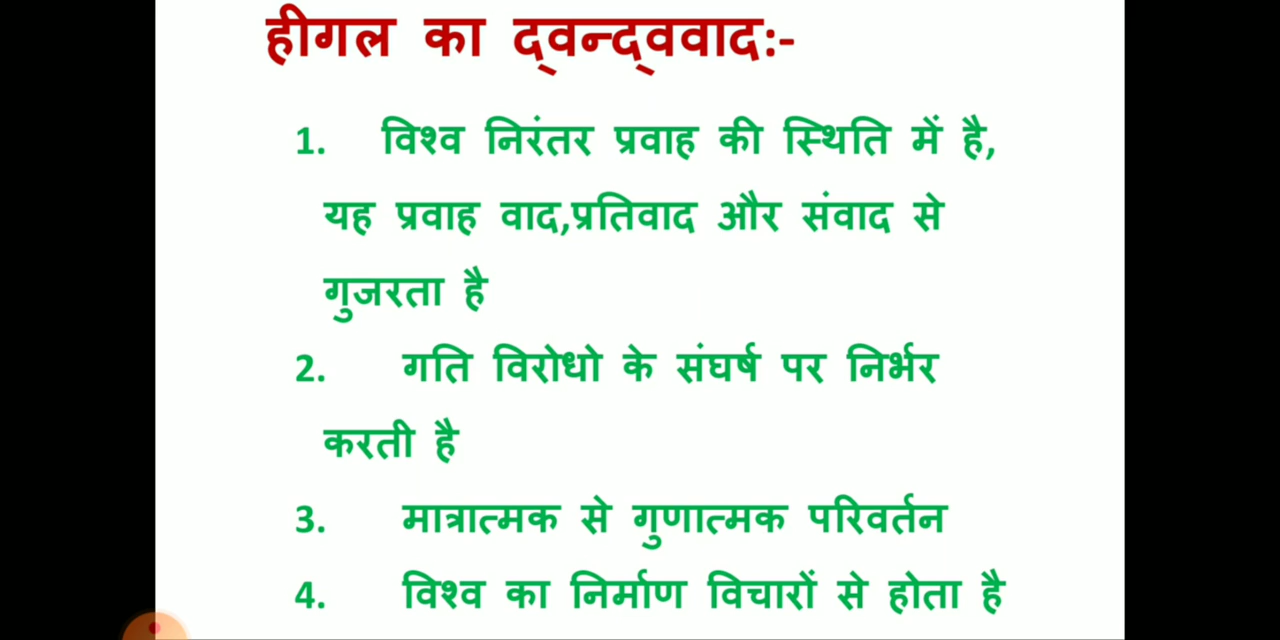 हीगल का द्वन्द्ववाद:-
1. विश्व निरंतर प्रवाह की स्थिति में है,
यह प्रवाह वाद,प्रतिवाद और संवाद से
गुजरता है
2. गति विरोधो के संघर्ष पर निर्भर
करती है
3. मात्रात्मक से गुणात्मक परिवर्तन
4. विश्व का निर्माण विचारों से होता है